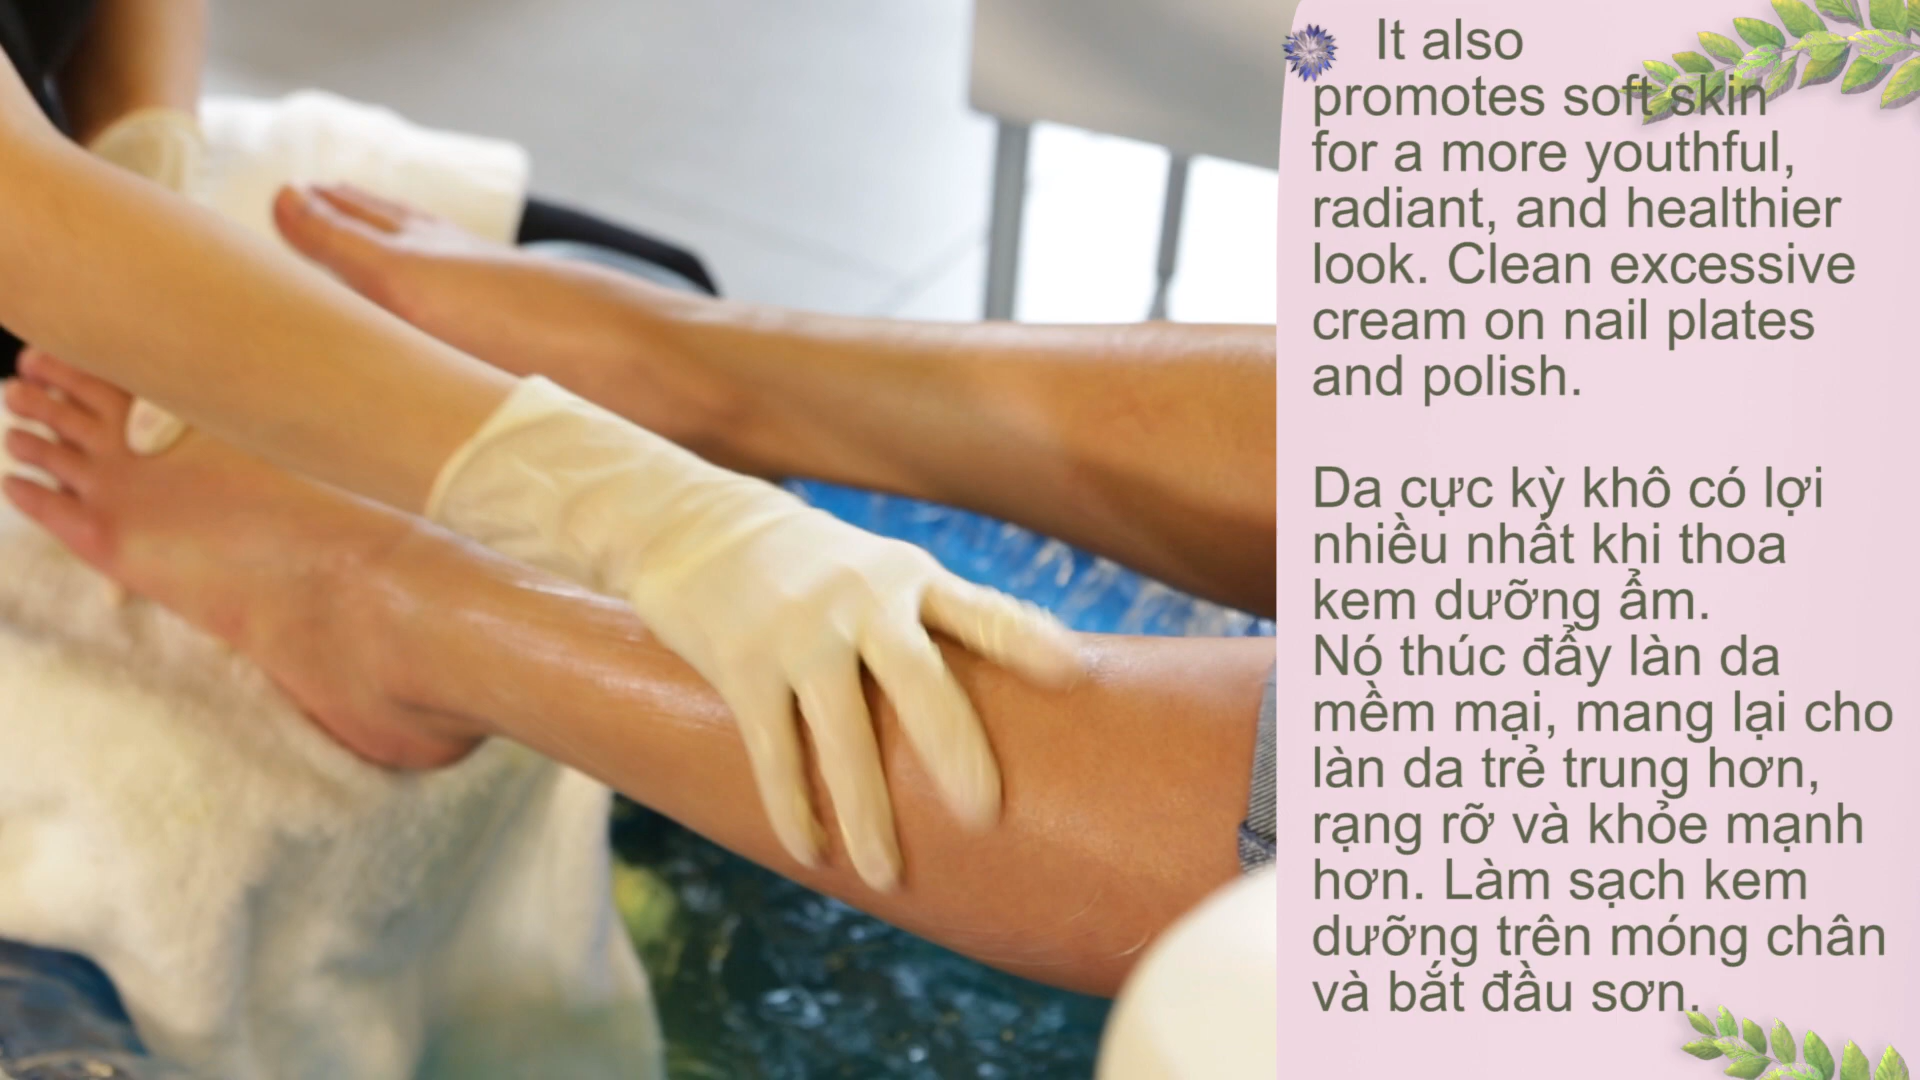 It also
promotes soft skin
for a more youthful,
radiant, and healthier
look. Clean excessive
cream on nail plates
and polish.
Da cực kỳ khô có lợi
nhiều nhất khi thoa
kem dưỡng ẩm.
Nó thúc đẩy làn da
mềm mại, mang lại cho
làn da trẻ trung hơn,
rạng rỡ và khỏe mạnh
hơn. Làm sạch kem
dưỡng trên móng chân
và bắt đầu sơn.